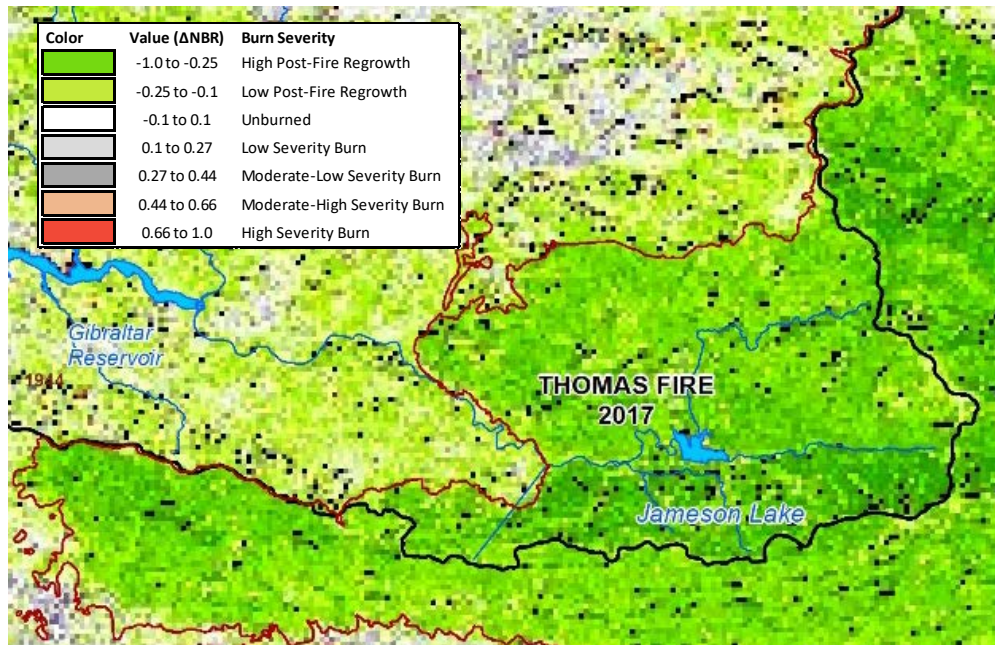 Color Value (ΔNBR) Burn Severity
-1.0 to -0.25 High Post-Fire Regrowth
-0.25 to -0.1 Low Post-Fire Regrowth
-0.1 to 0.1 Unburned
0.1 to 0.27 Low Severity Burn
0.27 to 0.44 Moderate-Low Severity Burn
0.44 to 0.66 Moderate-High Severity Burn
0.66 to 1.0 High Severity Burn
Gibraltar
Reservoir
1944
THOMAS FIRE
2017
Jameson Lake